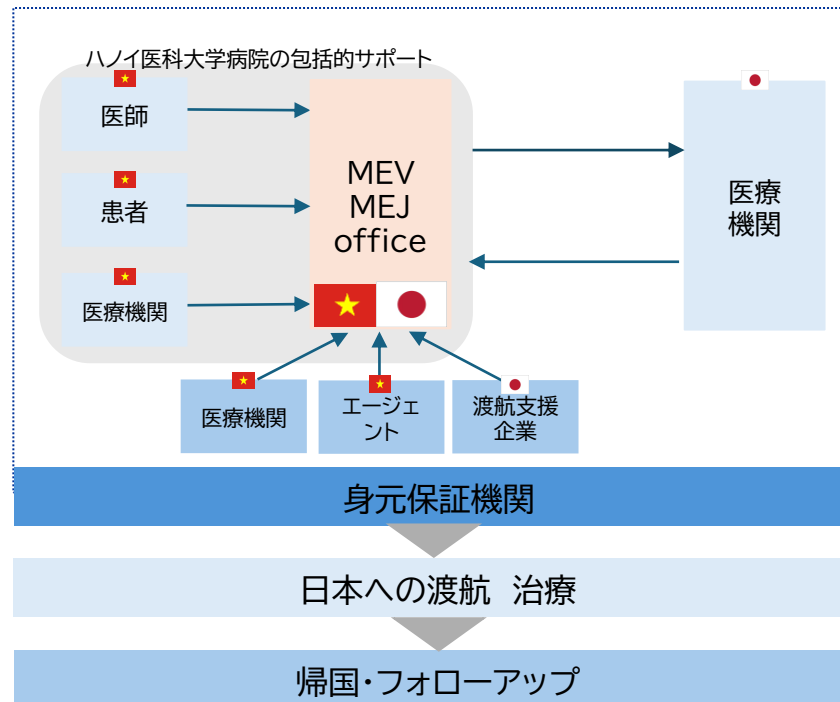 ハノイ医科大学病院の包括的サポート
医師
患者
医療機関
MEV
MEJ
office
医療
機関
医療機関
エージェ
ント
渡航支援
企業
身元保証機関
日本への渡航 治療
帰国・フォローアップ